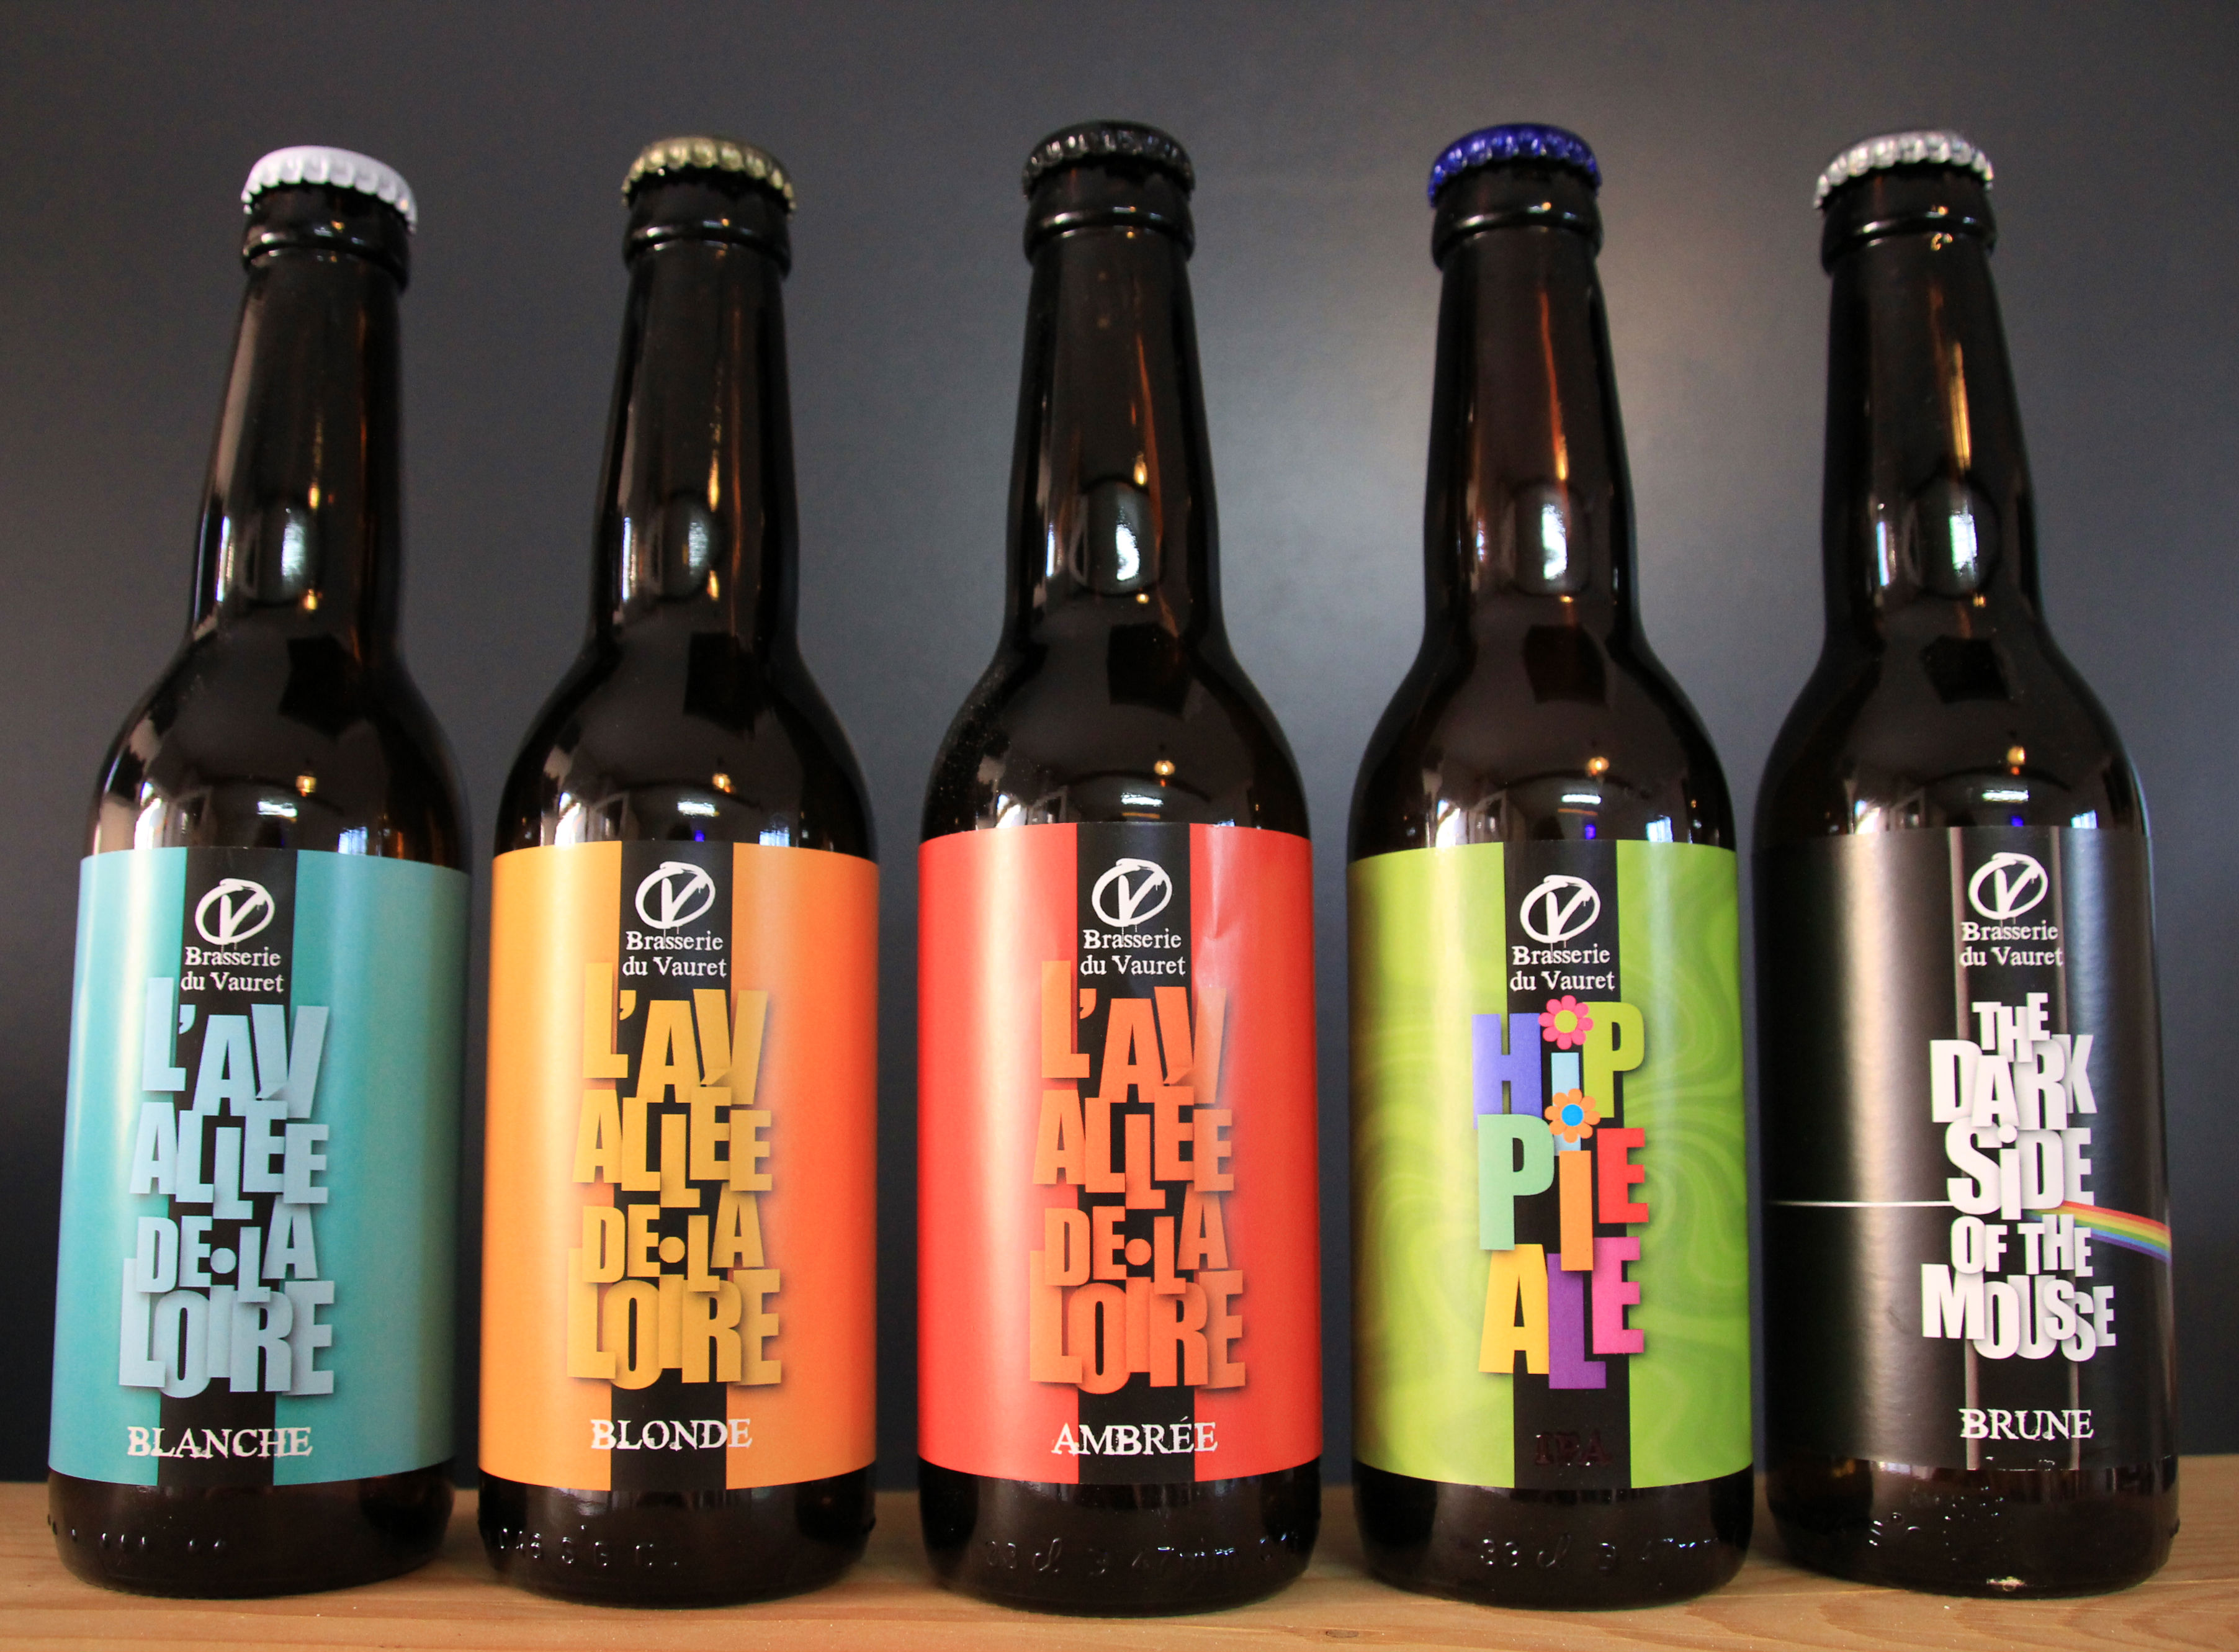 Brasserie
du Vauret
L'AV
ALLÉE
DE•LA
LOIRE
BLANCHE
Brasserie
du Vauret
L'AV
ALLÉE
DE•LA
LOIRE
BLONDE
Brasserie
du Vauret
L'AV
ALLÉE
DE•LA
LOIRE
AMBRÉE
Brasserie
du Vauret
HiP
PIE
ALE
IPA
33 cl
Brasserie
du Vauret
THE
DARK
SiDE
OF THE
MOUSSE
BRUNE